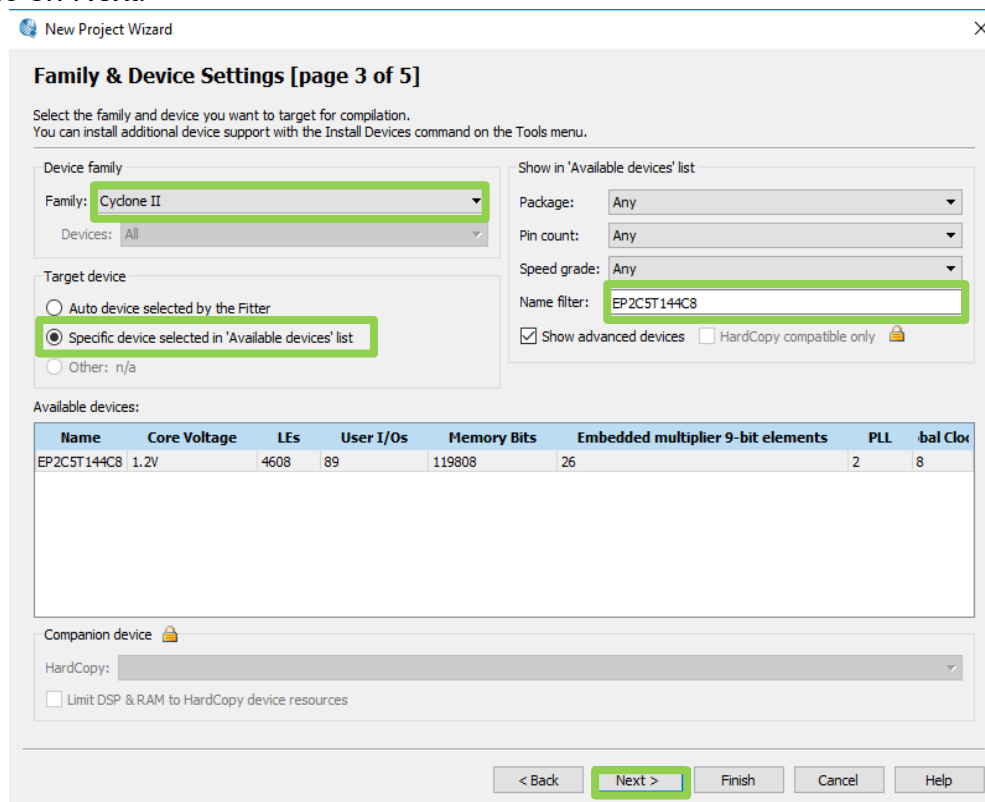 New Project Wizard
Family & Device Settings [page 3 of 5]
Select the family and device you want to target for compilation.
You can install additional device support with the Install Devices command on the Tools menu.
Device family
Family: Cyclone II
Devices: All
Target device
Auto device selected by the Fitter
Specific device selected in 'Available devices' list
Other: n/a
Show in 'Available devices' list
Package: Any
Pin count: Any
Speed grade: Any
Name filter: EP2C5T144C8
Show advanced devices HardCopy compatible only
Available devices:
Name Core Voltage LEs User I/Os Memory Bits Embedded multiplier 9-bit elements PLL bal Cloc
EP2C5T144C8 1.2V 4608 89 119808 26 2 8
Companion device
HardCopy:
Limit DSP & RAM to HardCopy device resources
< Back Next > Finish Cancel Help